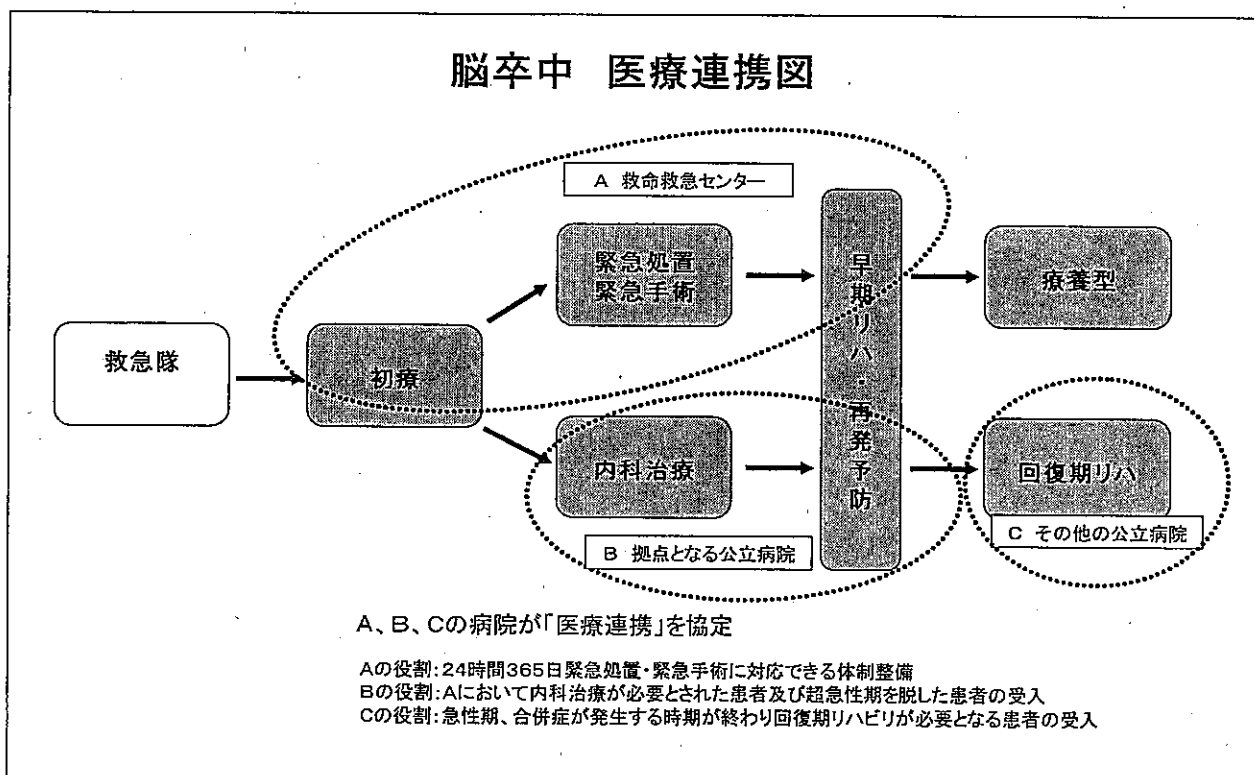 脳卒中 医療連携図
A 救命救急センター
緊急処置
緊急手術
早期リハ・再発予防
療養型
救急隊
初療
内科治療
回復期リハ
B 拠点となる公立病院
C その他の公立病院
A、B、Cの病院が「医療連携」を協定
Aの役割:24時間365日緊急処置・緊急手術に対応できる体制整備
Bの役割:Aにおいて内科治療が必要とされた患者及び超急性期を脱した患者の受入
Cの役割:急性期、合併症が発生する時期が終わり回復期リハビリが必要となる患者の受入